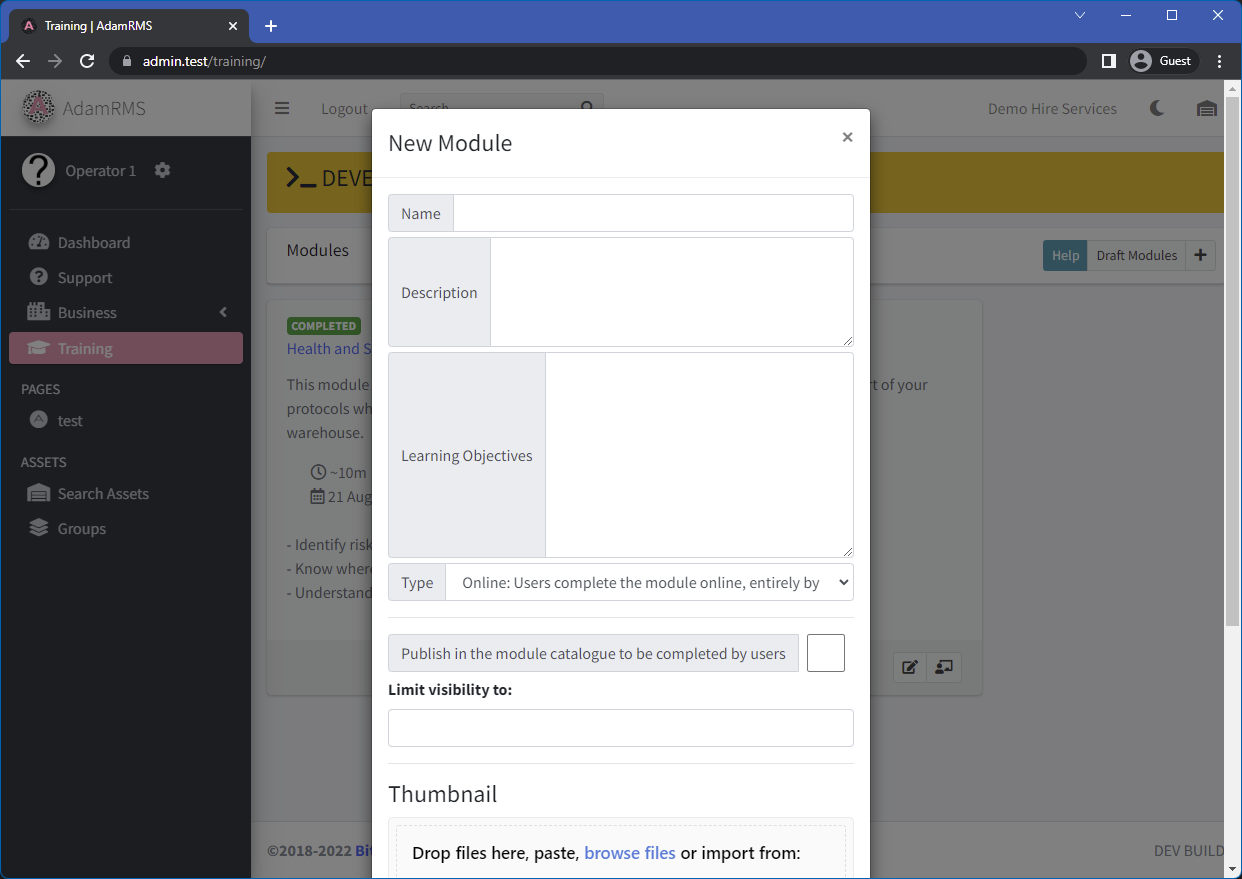 Training | AdamRMS
admin.test/training/
Guest
AdamRMS
Logout
Search
Demo Hire Services
Operator 1
Dashboard
Support
Business
Training
PAGES
test
ASSETS
Search Assets
Groups
DEVE
Modules
Help
Draft Modules
COMPLETED
Health and S
This module
rt of your
protocols wh
warehouse.
~10m
21 Aug
- Identify risk
- Know where
- Understand
©2018-2022 Bit
DEV BUILD
New Module
×
Name
Description
Learning Objectives
Type
Online: Users complete the module online, entirely by
Publish in the module catalogue to be completed by users
Limit visibility to:
Thumbnail
Drop files here, paste, browse files or import from: